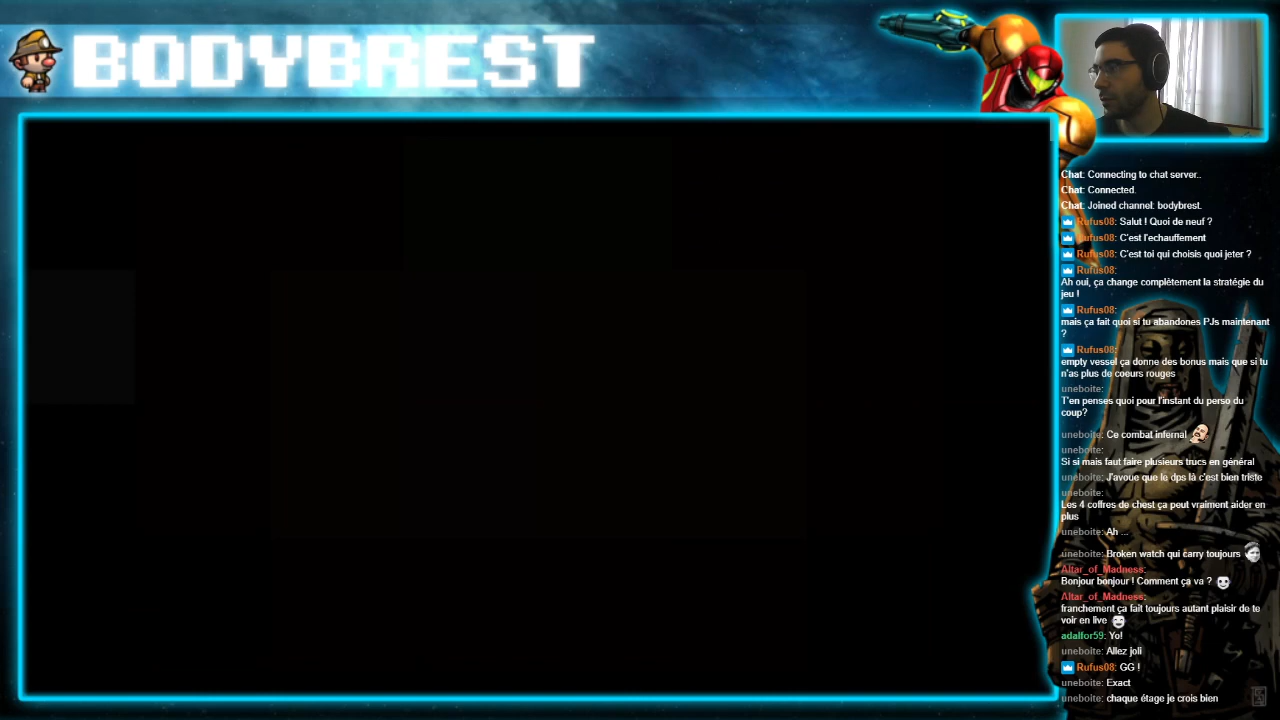 BODYBREST
Chat: Connecting to chat server..
Chat: Connected.
Chat: Joined channel: bodybrest.
Rufus08: Salut ! Quoi de neuf ?
Rufus08: C'est l'echauffement
Rufus08: C'est toi qui choisis quoi jeter ?
Rufus08:
Ah oui, ça change complètement la stratégie du
jeu !
Rufus08:
mais ça fait quoi si tu abandones PJs maintenant
?
Rufus08:
empty vessel ça donne des bonus mais que si tu
n'as plus de coeurs rouges
uneboite:
T'en penses quoi pour l'instant du perso du
coup?
uneboite: Ce combat infernal
uneboite:
Si si mais faut faire plusieurs trucs en général
uneboite: J'avoue que le dps là c'est bien triste
uneboite:
Les 4 coffres de chest ça peut vraiment aider en
plus
uneboite: Ah ...
uneboite: Broken watch qui carry toujours
Altar_of_Madness:
Bonjour bonjour ! Comment ça va ?
Altar_of_Madness:
franchement ça fait toujours autant plaisir de te
voir en live
adalfor59: Yo!
uneboite: Allez joli
Rufus08: GG !
uneboite: Exact
uneboite: chaque étage je crois bien